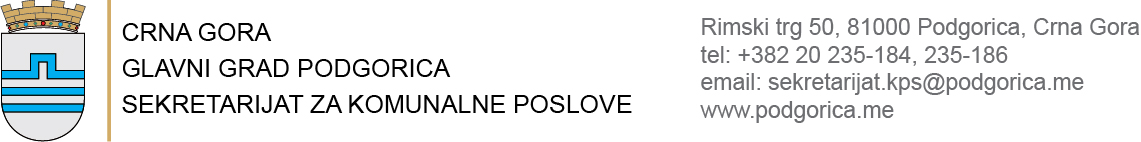 CRNA GORA
GLAVNI GRAD PODGORICA
SEKRETARIJAT ZA KOMUNALNE POSLOVE
Rimski trg 50, 81000 Podgorica, Crna Gora
tel: +382 20 235-184, 235-186
email: sekretarijat.kps@podgorica.me
www.podgorica.me